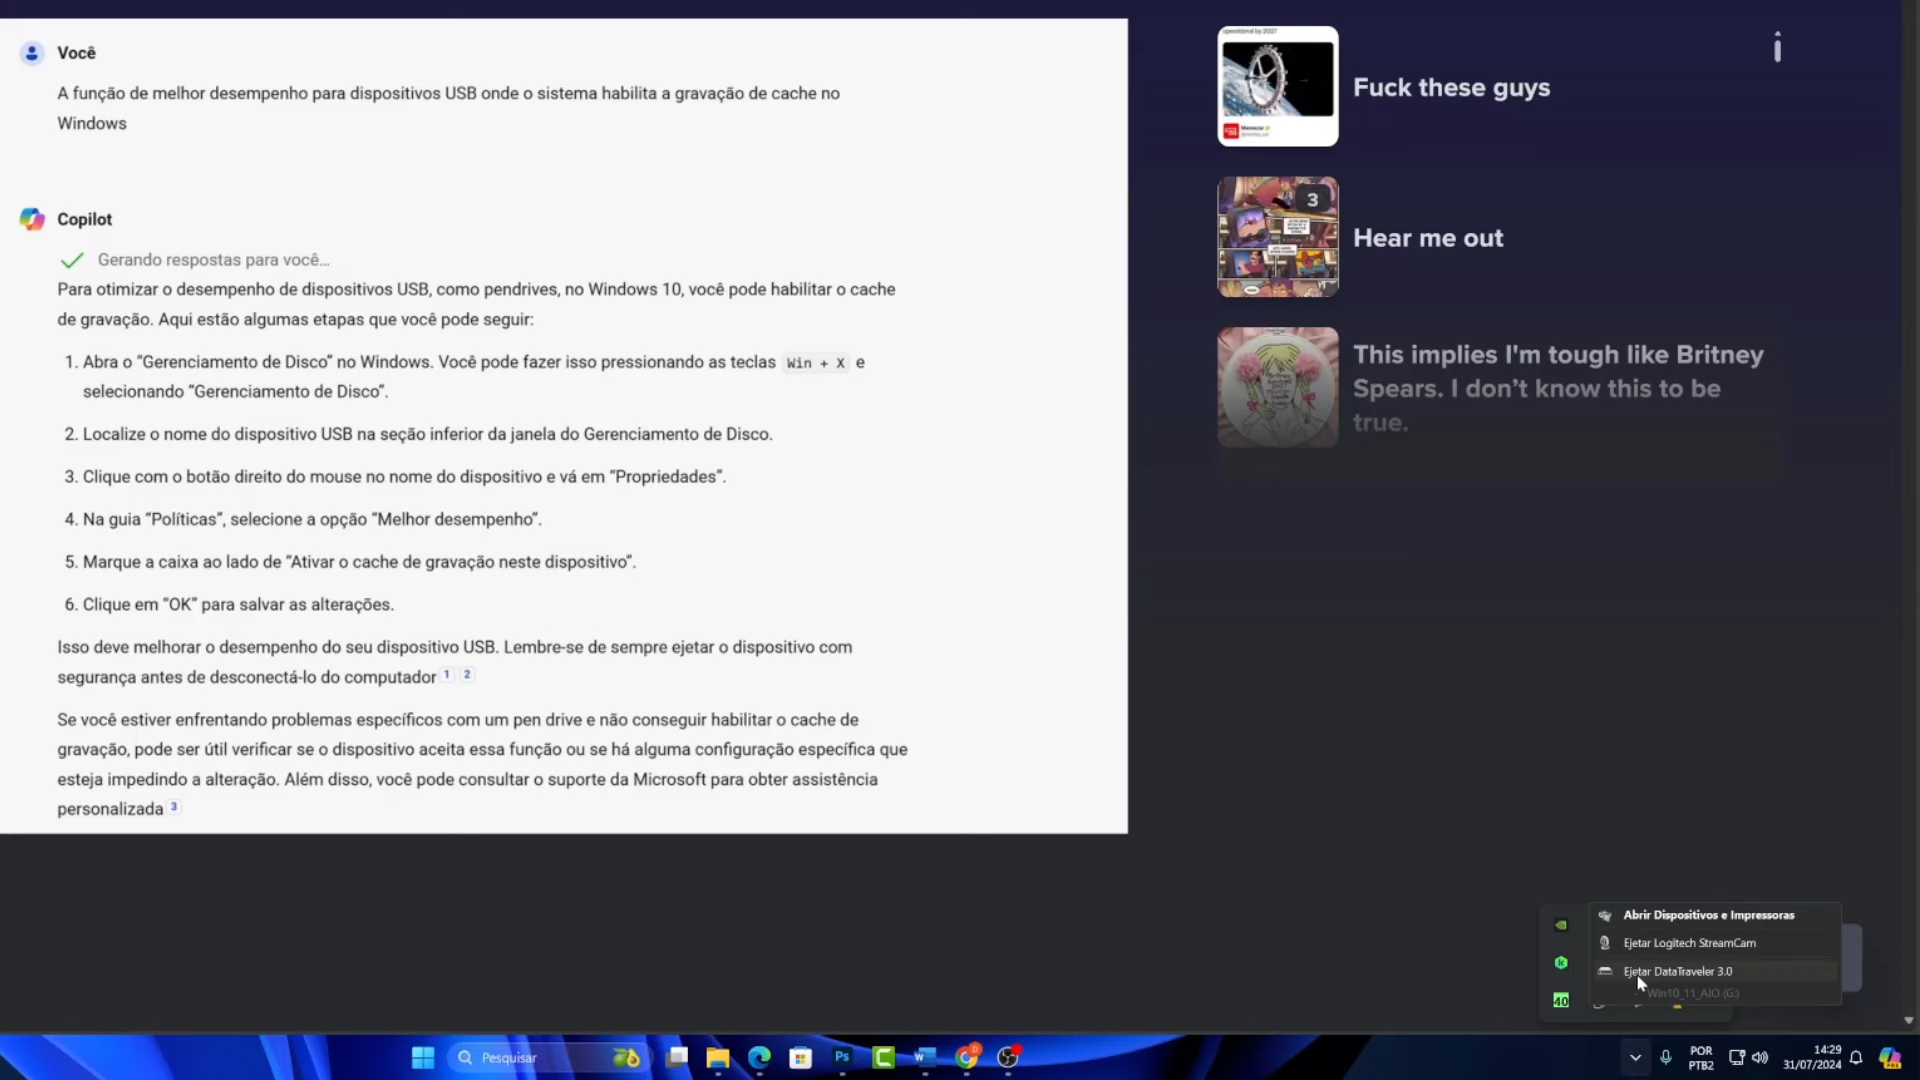 Você
A função de melhor desempenho para dispositivos USB onde o sistema habilita a gravação de cache no
Windows
Copilot
Gerando respostas para você...
Para otimizar o desempenho de dispositivos USB, como pendrives, no Windows 10, você pode habilitar o cache
de gravação. Aqui estão algumas etapas que você pode seguir:
1. Abra o “Gerenciamento de Disco” no Windows. Você pode fazer isso pressionando as teclas Win + X e
selecionando “Gerenciamento de Disco”.
2. Localize o nome do dispositivo USB na seção inferior da janela do Gerenciamento de Disco.
3. Clique com o botão direito do mouse no nome do dispositivo e vá em “Propriedades”.
4. Na guia “Políticas”, selecione a opção “Melhor desempenho”.
5. Marque a caixa ao lado de “Ativar o cache de gravação neste dispositivo”.
6. Clique em “OK” para salvar as alterações.
Isso deve melhorar o desempenho do seu dispositivo USB. Lembre-se de sempre ejetar o dispositivo com
segurança antes de desconectá-lo do computador 1 2
Se você estiver enfrentando problemas específicos com um pen drive e não conseguir habilitar o cache de
gravação, pode ser útil verificar se o dispositivo aceita essa função ou se há alguma configuração específica que
esteja impedindo a alteração. Além disso, você pode consultar o suporte da Microsoft para obter assistência
personalizada 3
operational by 2027
Fuck these guys
3
Hear me out
This implies I'm tough like Britney
Spears. I don’t know this to be
true.
Abrir Dispositivos e Impressoras
Ejetar Logitech StreamCam
Ejetar DataTraveler 3.0
- Win10_11_AIO (G:)
40
Pesquisar
Ps
POR
PTB2
14:29
31/07/2024